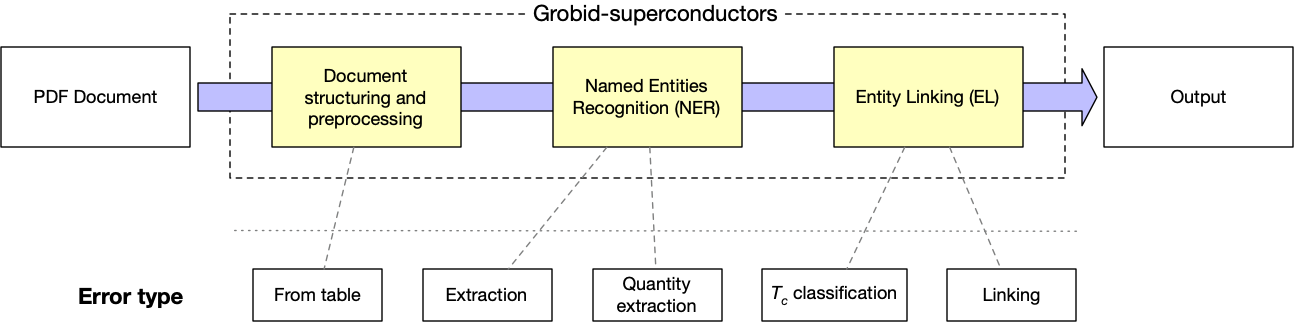 Grobid-superconductors
PDF Document
Document
structuring and
preprocessing
Named Entities
Recognition (NER)
Entity Linking (EL)
Output
Error type
From table
Extraction
Quantity
extraction
Tc classification
Linking